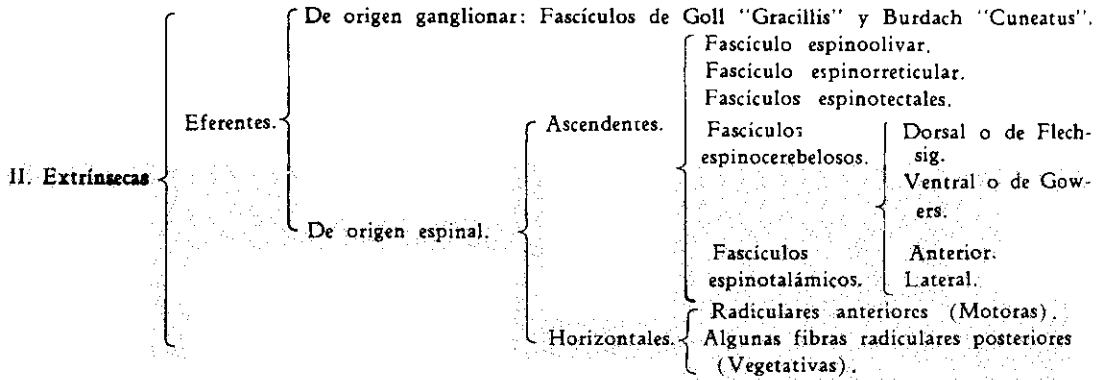 De origen ganglionar: Fascículos de Goll "Gracillis" y Burdach "Cuneatus".
Fascículo espinoolivar.
Fascículo espinorreticular.
Fascículos espinotectales.
Eferentes.
Ascendentes.
Fascículos
espinocerebelosos.
Dorsal o de Flech-
sig.
Ventral o de Gow-
ers.
II. Extrínsecas
De origen espinal.
Fascículos
espinotalámicos.
Anterior.
Lateral.
Horizontales.
Radiculares anteriores (Motoras).
Algunas fibras radiculares posteriores
(Vegetativas).